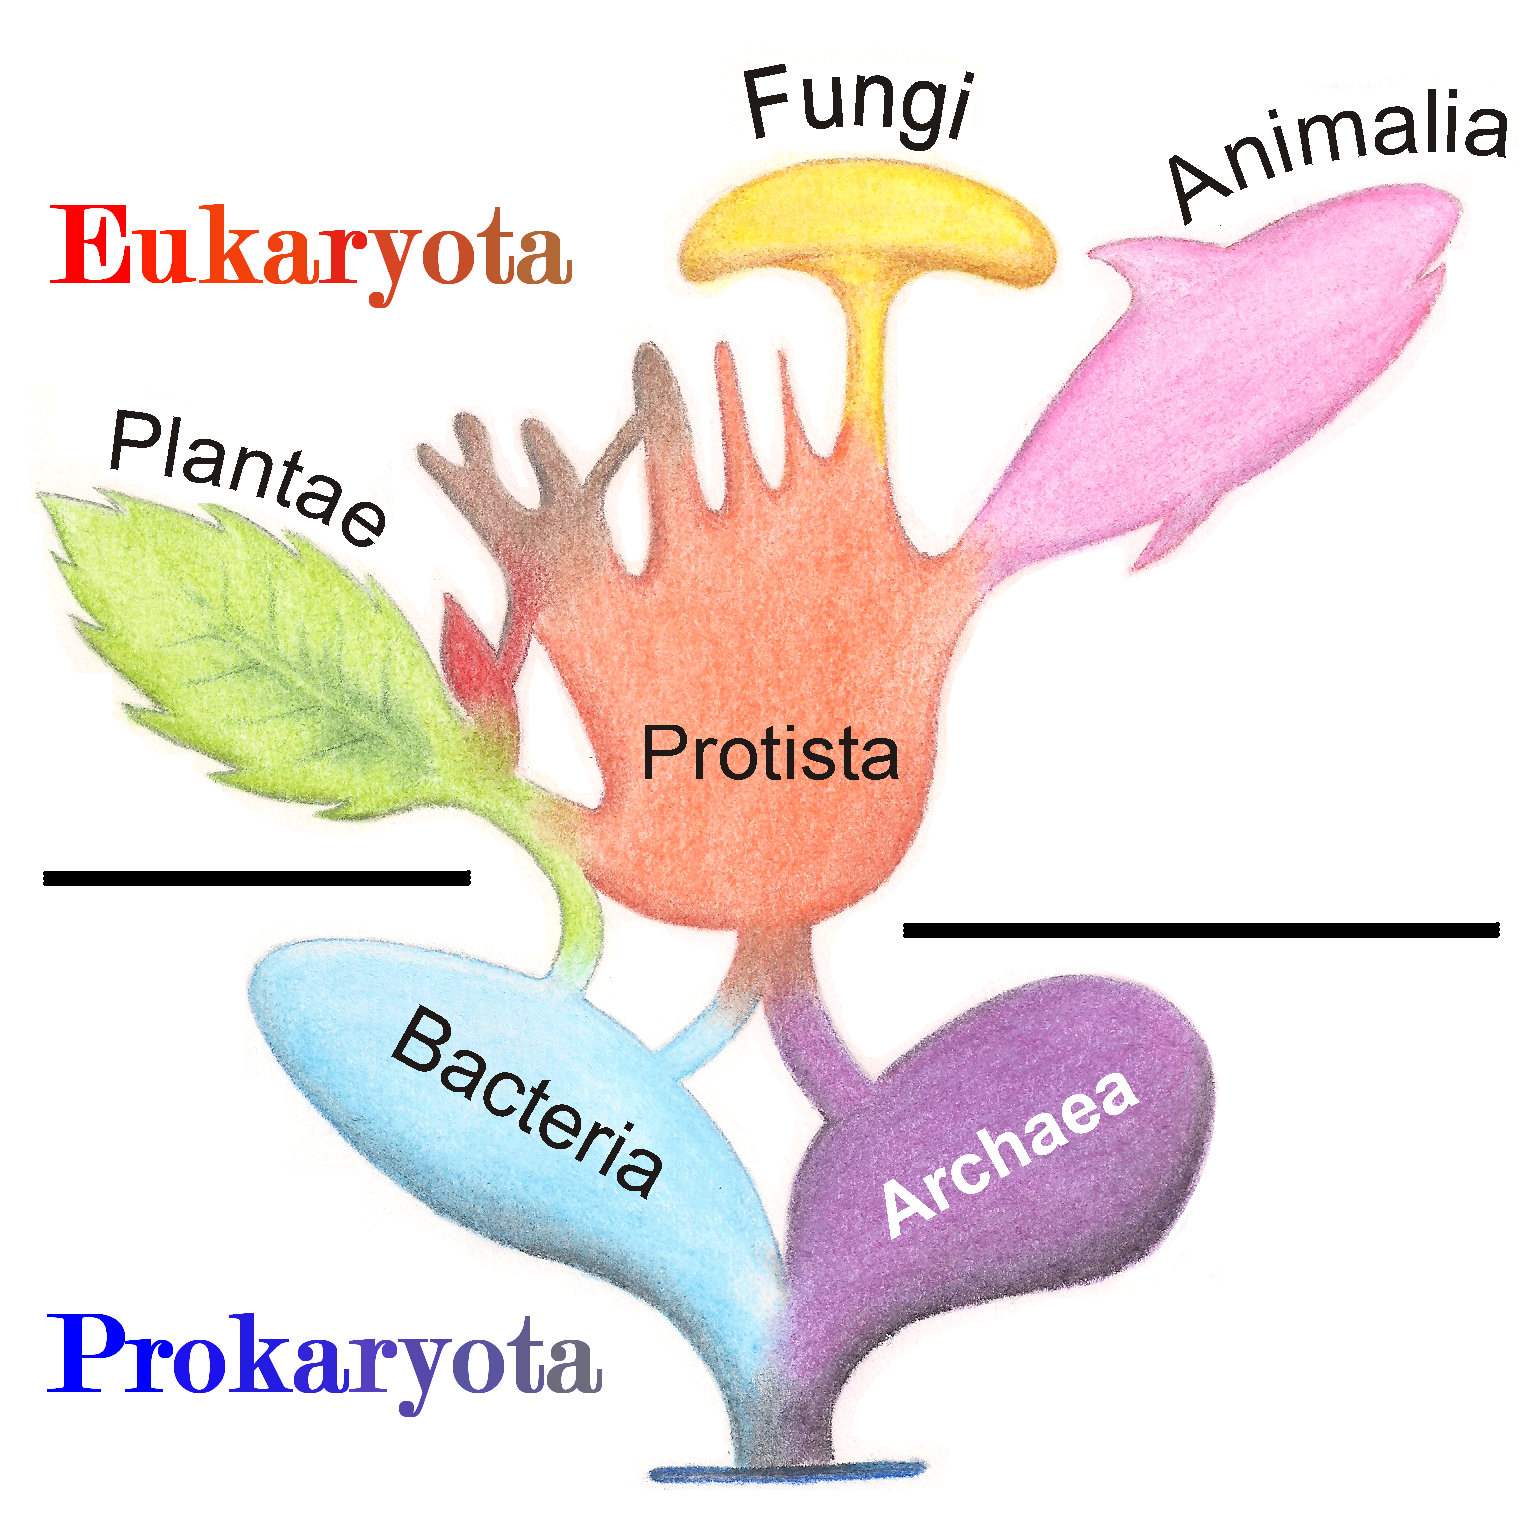 Fungi
Animalia
Eukaryota
Plantae
Protista
Bacteria
Archaea
Prokaryota